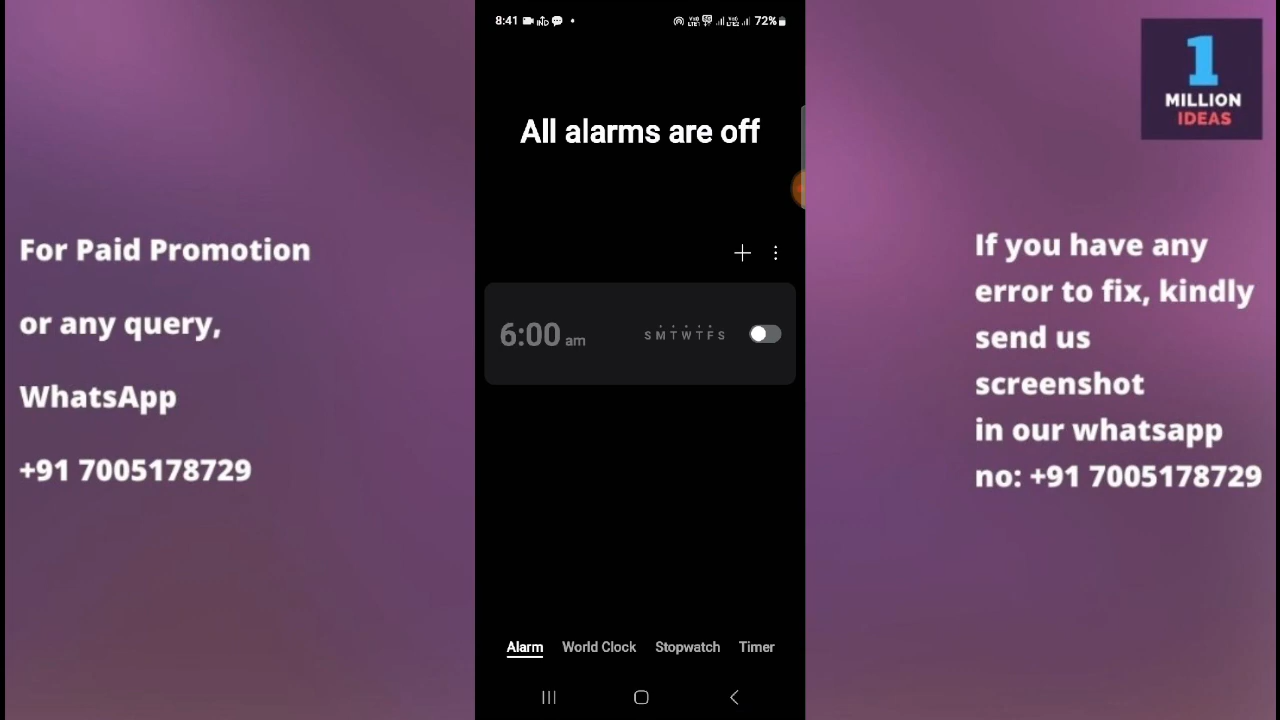 8:41
72%
1
MILLION
IDEAS
All alarms are off
For Paid Promotion
or any query,
WhatsApp
+91 7005178729
6:00 am
S M T W T F S
If you have any
error to fix, kindly
send us
screenshot
in our whatsapp
no: +91 7005178729
Alarm World Clock Stopwatch Timer